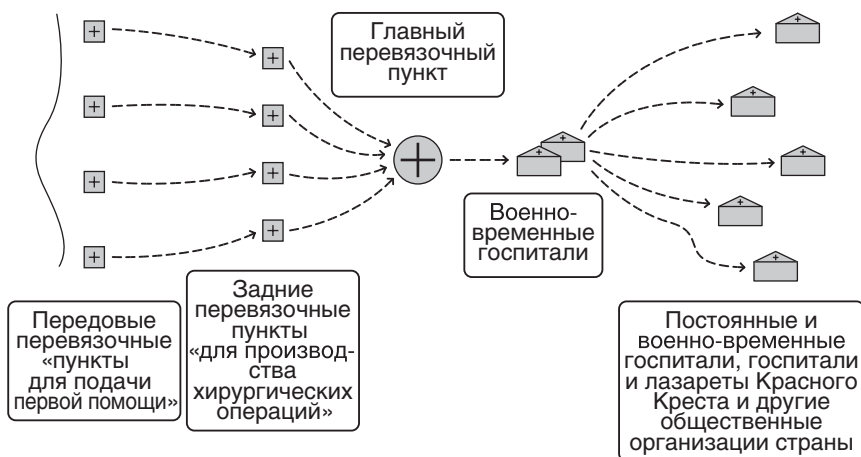 Главный
перевязочный
пункт
Военно-
временные
госпитали
Передовые
перевязочные
«пункты
для подачи
первой помощи»
Задние
перевязочные
пункты
«для производ-
ства
хирургических
операций»
Постоянные и
военно-временные
госпитали, госпитали
и лазареты Красного
Креста и другие
общественные
организации страны